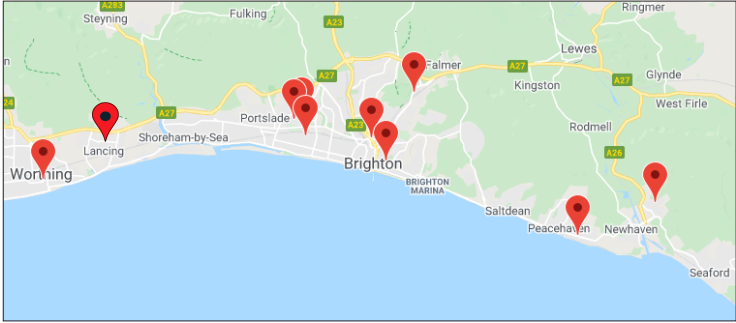 A283
Steyning
Fulking
A23
Ringmer
Lewes
A27
Falmer
A27
Kingston
A27
Glynde
West Firle
24
A27
Portslade
A23
Rodmell
Shoreham-by-Sea
Lancing
Brighton
A26
Worthing
BRIGHTON
MARINA
Saltdean
Peacehaven
Newhaven
Seaford